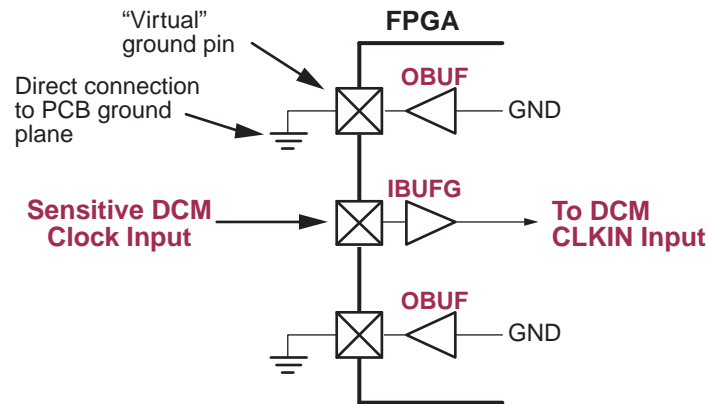 “Virtual”
ground pin
FPGA
Direct connection
to PCB ground
plane
OBUF
GND
Sensitive DCM
Clock Input
IBUFG
To DCM
CLKIN Input
OBUF
GND